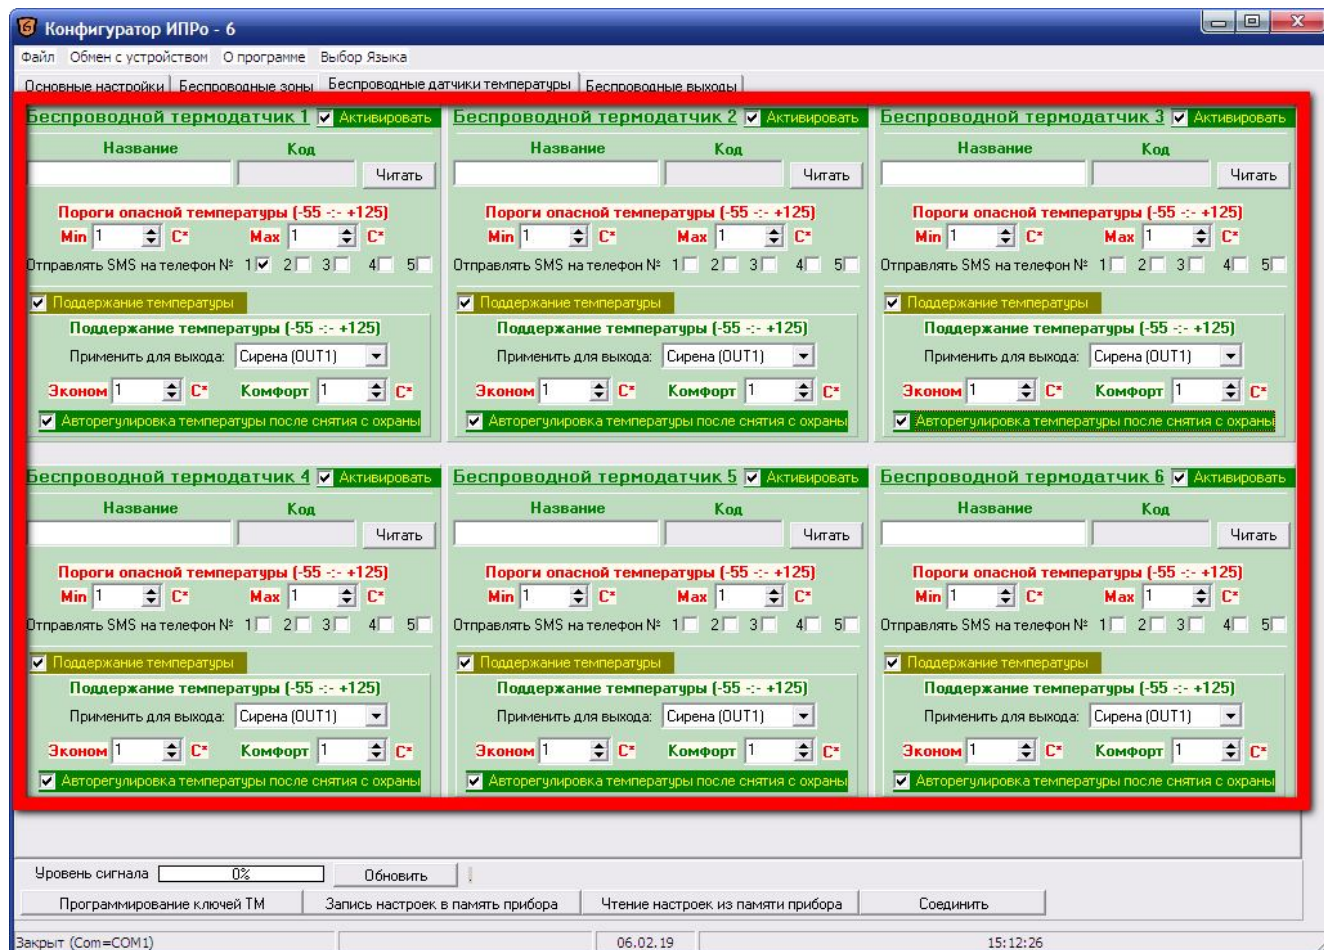 Конфигуратор ИПРо - 6
Файл Обмен с устройством О программе Выбор Языка
Основные настройки Беспроводные зоны Беспроводные датчики температуры Беспроводные выходы
Беспроводной термодатчик 1 Активировать Беспроводной термодатчик 2 Активировать Беспроводной термодатчик 3 Активировать
Название Код Название Код Название Код
Читать Читать Читать
Пороги опасной температуры (-55 -:- +125) Пороги опасной температуры (-55 -:- +125) Пороги опасной температуры (-55 -:- +125)
Min 1 C* Max 1 C* Min 1 C* Max 1 C* Min 1 C* Max 1 C*
Отправлять SMS на телефон № 1 2 3 4 5 Отправлять SMS на телефон № 1 2 3 4 5 Отправлять SMS на телефон № 1 2 3 4 5
Поддержание температуры Поддержание температуры Поддержание температуры
Поддержание температуры (-55 -:- +125) Поддержание температуры (-55 -:- +125) Поддержание температуры (-55 -:- +125)
Применить для выхода: Сирена (OUT1) Применить для выхода: Сирена (OUT1) Применить для выхода: Сирена (OUT1)
Эконом 1 C* Комфорт 1 C* Эконом 1 C* Комфорт 1 C* Эконом 1 C* Комфорт 1 C*
Авторегулировка температуры после снятия с охраны Авторегулировка температуры после снятия с охраны Авторегулировка температуры после снятия с охраны
Беспроводной термодатчик 4 Активировать Беспроводной термодатчик 5 Активировать Беспроводной термодатчик 6 Активировать
Название Код Название Код Название Код
Читать Читать Читать
Пороги опасной температуры (-55 -:- +125) Пороги опасной температуры (-55 -:- +125) Пороги опасной температуры (-55 -:- +125)
Min 1 C* Max 1 C* Min 1 C* Max 1 C* Min 1 C* Max 1 C*
Отправлять SMS на телефон № 1 2 3 4 5 Отправлять SMS на телефон № 1 2 3 4 5 Отправлять SMS на телефон № 1 2 3 4 5
Поддержание температуры Поддержание температуры Поддержание температуры
Поддержание температуры (-55 -:- +125) Поддержание температуры (-55 -:- +125) Поддержание температуры (-55 -:- +125)
Применить для выхода: Сирена (OUT1) Применить для выхода: Сирена (OUT1) Применить для выхода: Сирена (OUT1)
Эконом 1 C* Комфорт 1 C* Эконом 1 C* Комфорт 1 C* Эконом 1 C* Комфорт 1 C*
Авторегулировка температуры после снятия с охраны Авторегулировка температуры после снятия с охраны Авторегулировка температуры после снятия с охраны
Уровень сигнала 0% Обновить
Программирование ключей ТМ Запись настроек в память прибора Чтение настроек из памяти прибора Соединить
Закрыт (Com=COM1) 06.02.19 15:12:26